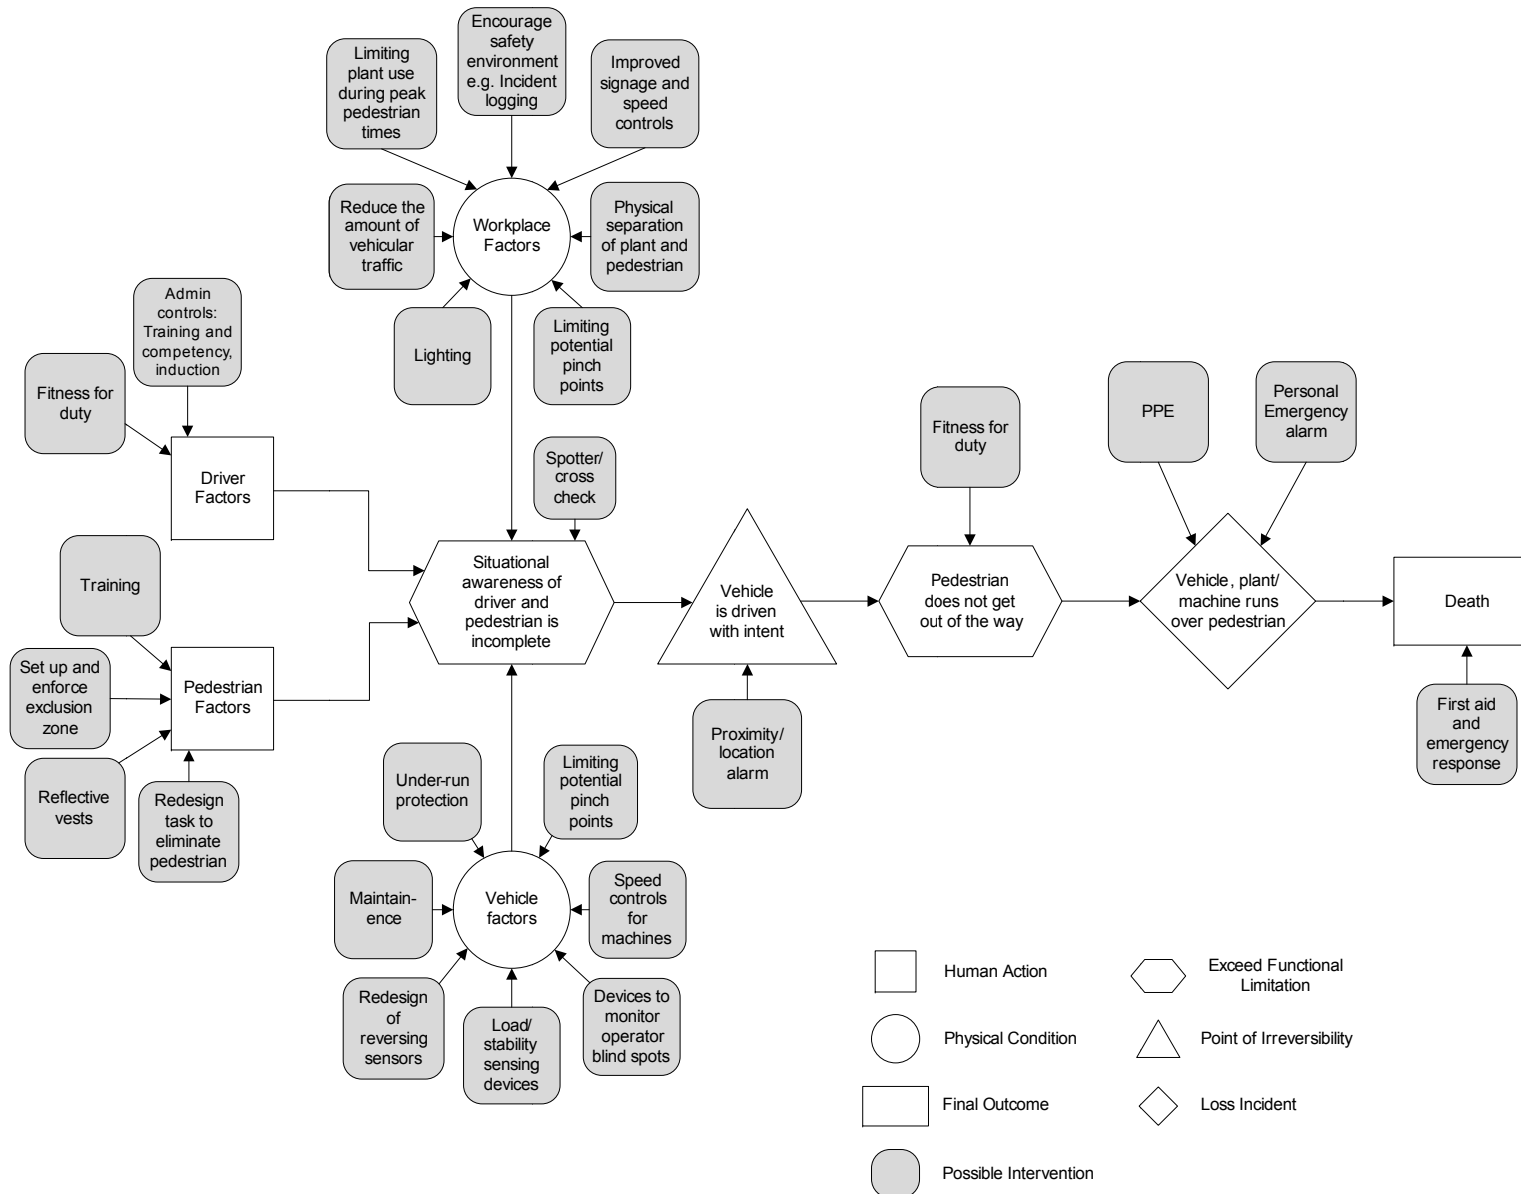 Encourage
safety
environment
e.g. Incident
logging
Limiting
plant use
during peak
pedestrian
times
Improved
signage and
speed
controls
Reduce the
amount of
vehicular
traffic
Workplace
Factors
Physical
separation
of plant and
pedestrian
Lighting
Limiting
potential
pinch
points
Admin
controls:
Training and
competency,
induction
Fitness for
duty
Driver
Factors
Spotter/
cross
check
Fitness for
duty
PPE
Personal
Emergency
alarm
Training
Situational
awareness of
driver and
pedestrian is
incomplete
Vehicle
is driven
with intent
Pedestrian
does not get
out of the way
Vehicle, plant/
machine runs
over pedestrian
Death
Set up and
enforce
exclusion
zone
Pedestrian
Factors
Reflective
vests
Redesign
task to
eliminate
pedestrian
Proximity/
location
alarm
First aid
and
emergency
response
Under-run
protection
Limiting
potential
pinch
points
Maintain-
ence
Vehicle
factors
Speed
controls
for
machines
Redesign
of
reversing
sensors
Load/
stability
sensing
devices
Devices to
monitor
operator
blind spots
Human Action
Exceed Functional
Limitation
Physical Condition
Point of Irreversibility
Final Outcome
Loss Incident
Possible Intervention